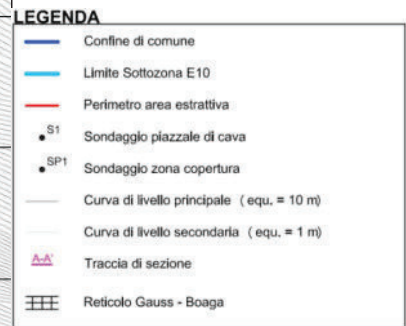 LEGENDA
Confine di comune
Limite Sottozona E10
Perimetro area estrattiva
S1 Sondaggio piazzale di cava
SP1 Sondaggio zona copertura
Curva di livello principale ( equ. = 10 m)
Curva di livello secondaria ( equ. = 1 m)
A-A' Traccia di sezione
Reticolo Gauss - Boaga